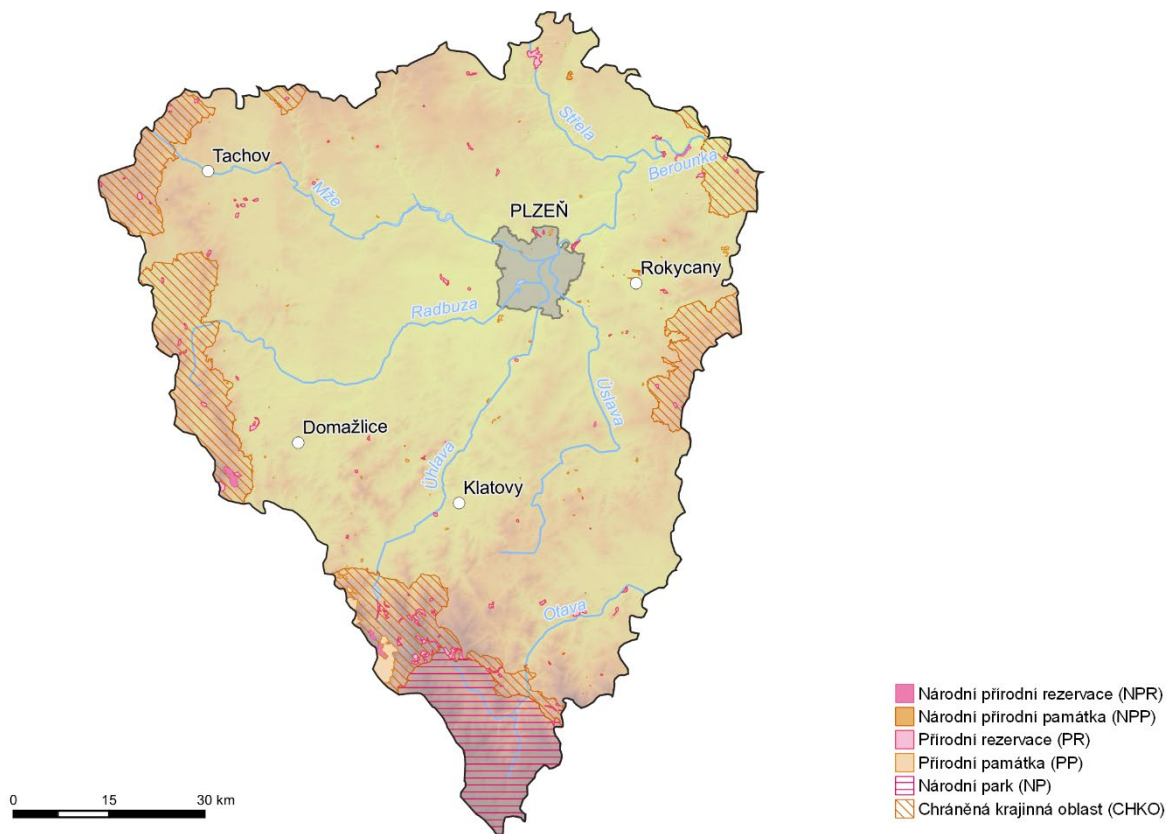 Střela
Berounka
Tachov
Mže
PLZEŇ
Rokycany
Radbuza
Úslava
Domažlice
Úhlava
Klatovy
Otava
Národní přírodní rezervace (NPR)
Národní přírodní památka (NPP)
Přírodní rezervace (PR)
Přírodní památka (PP)
Národní park (NP)
Chráněná krajinná oblast (CHKO)
0 15 30 km